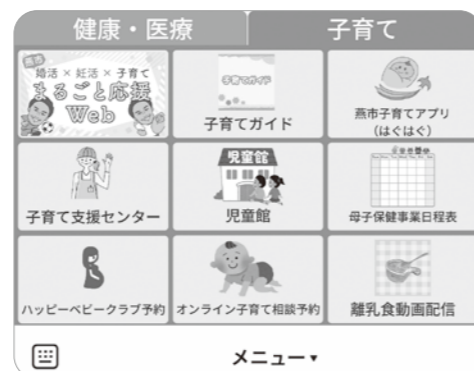 健康・医療
子育て
燕市
婚活×妊活×子育て
まるごと応援
Web
子育てガイド
子育てガイド
燕市子育てアプリ
(はぐはぐ)
子育て支援センター
児童館
児童館
母子保健事業日程表
ハッピーベビークラブ予約
オンライン子育て相談予約
離乳食動画配信
メニュー▼